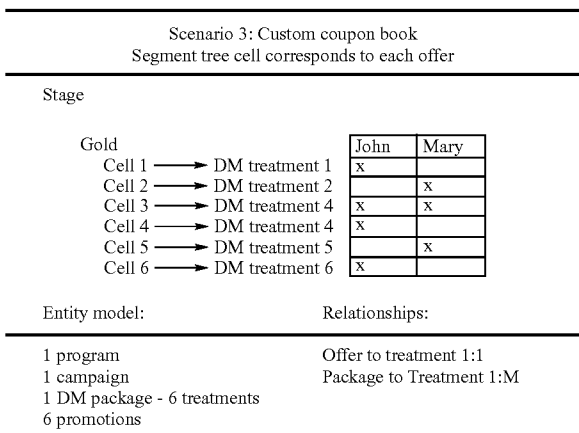 Scenario 3: Custom coupon book
Segment tree cell corresponds to each offer
Stage
Gold John Mary
Cell 1 DM treatment 1 x
Cell 2 DM treatment 2 x
Cell 3 DM treatment 4 x x
Cell 4 DM treatment 4 x
Cell 5 DM treatment 5 x
Cell 6 DM treatment 6 x
Entity model: Relationships:
1 program Offer to treatment 1:1
1 campaign Package to Treatment 1:M
1 DM package - 6 treatments
6 promotions